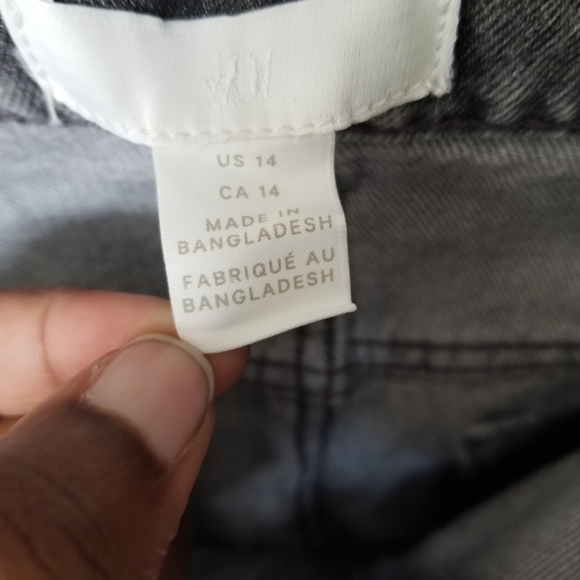 H&M
US 14
CA 14
MADE IN
BANGLADESH
FABRIQUÉ AU
BANGLADESH